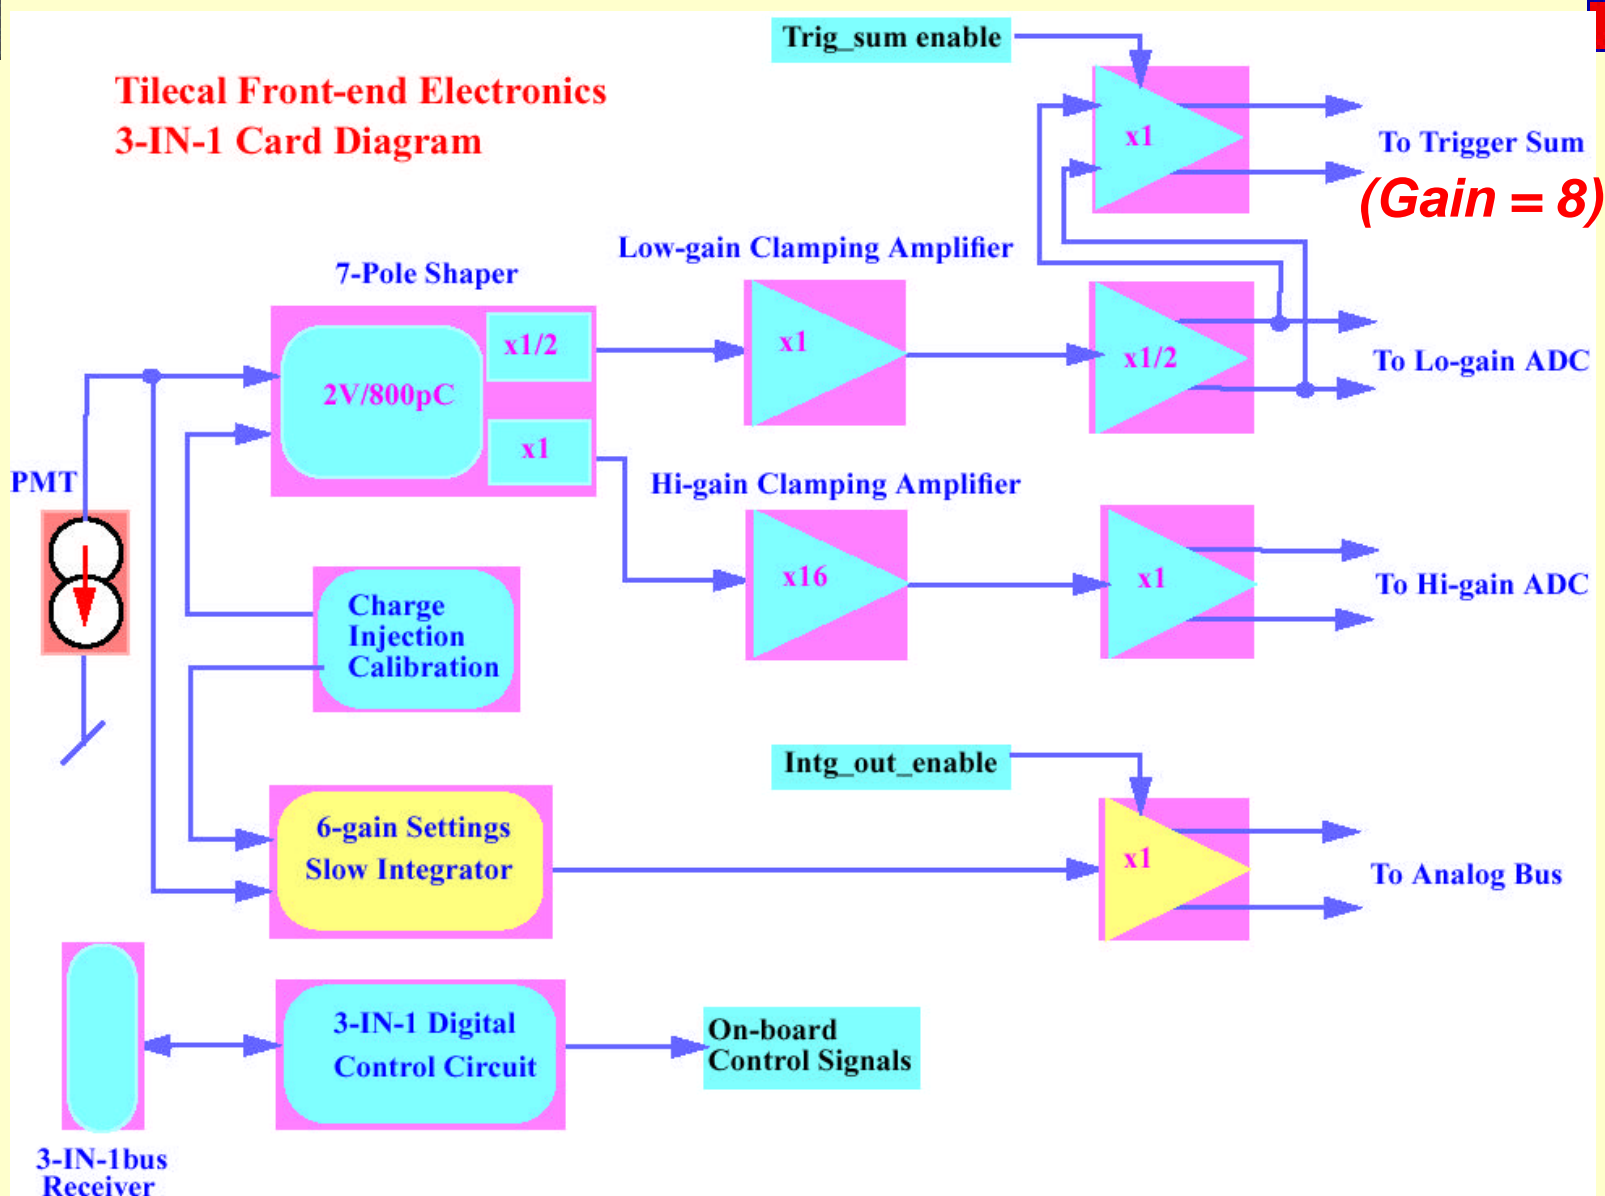 Trig_sum enable
Tilecal Front-end Electronics
3-IN-1 Card Diagram
x1
To Trigger Sum
(Gain = 8)
Low-gain Clamping Amplifier
7-Pole Shaper
x1/2
x1
x1/2
To Lo-gain ADC
2V/800pC
x1
PMT
Hi-gain Clamping Amplifier
x16
x1
To Hi-gain ADC
Charge
Injection
Calibration
Intg_out_enable
6-gain Settings
Slow Integrator
x1
To Analog Bus
3-IN-1 Digital
Control Circuit
On-board
Control Signals
3-IN-1bus
Receiver